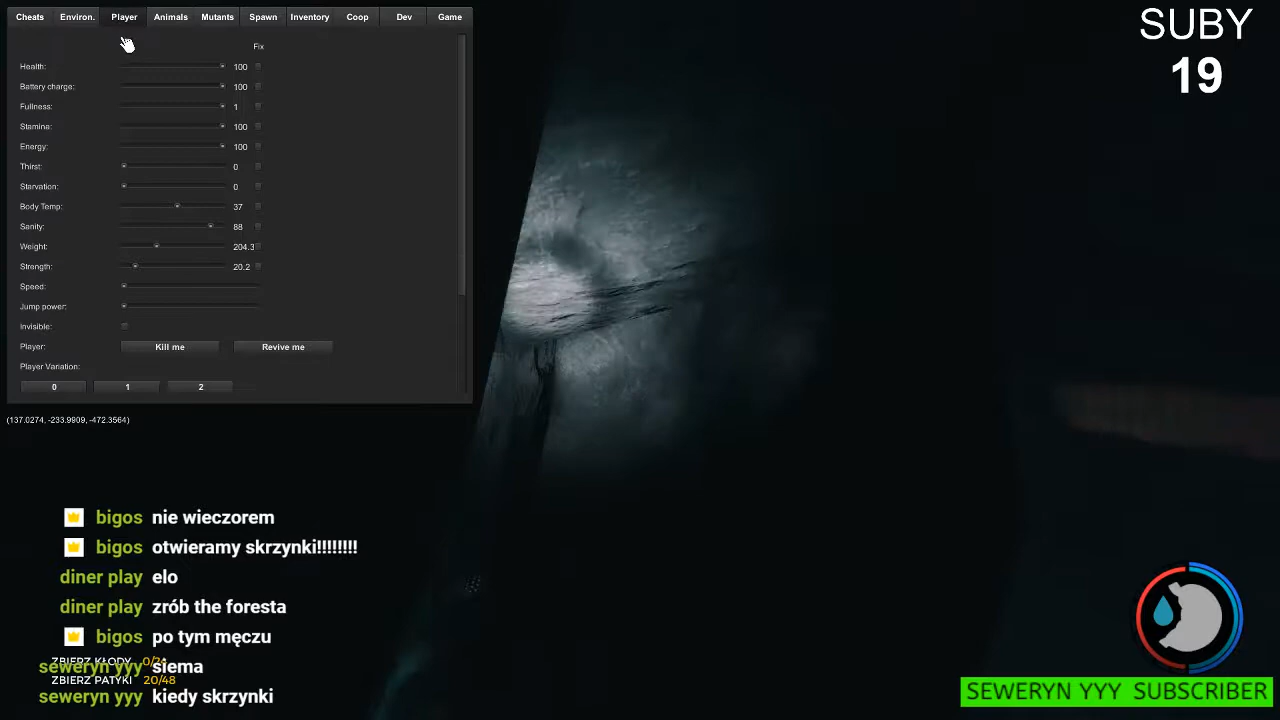 Cheats Environ. Player Animals Mutants Spawn Inventory Coop Dev Game
Fix
Health: 100
Battery charge: 100
Fullness: 1
Stamina: 100
Energy: 100
Thirst: 0
Starvation: 0
Body Temp: 37
Sanity: 88
Weight: 204.3
Strength: 20.2
Speed:
Jump power:
Invisible:
Player: Kill me Revive me
Player Variation:
0 1 2
(137.0274, -233.9909, -472.3564)
SUBY
19
bigos nie wieczorem
bigos otwieramy skrzynki!!!!!!!!
diner play elo
diner play zrób the foresta
bigos po tym męczu
ZBIERZ KŁODY
seweryn yyy siema
ZBIERZ PATYKI 20/48
seweryn yyy kiedy skrzynki
SEWERYN YYY SUBSCRIBER